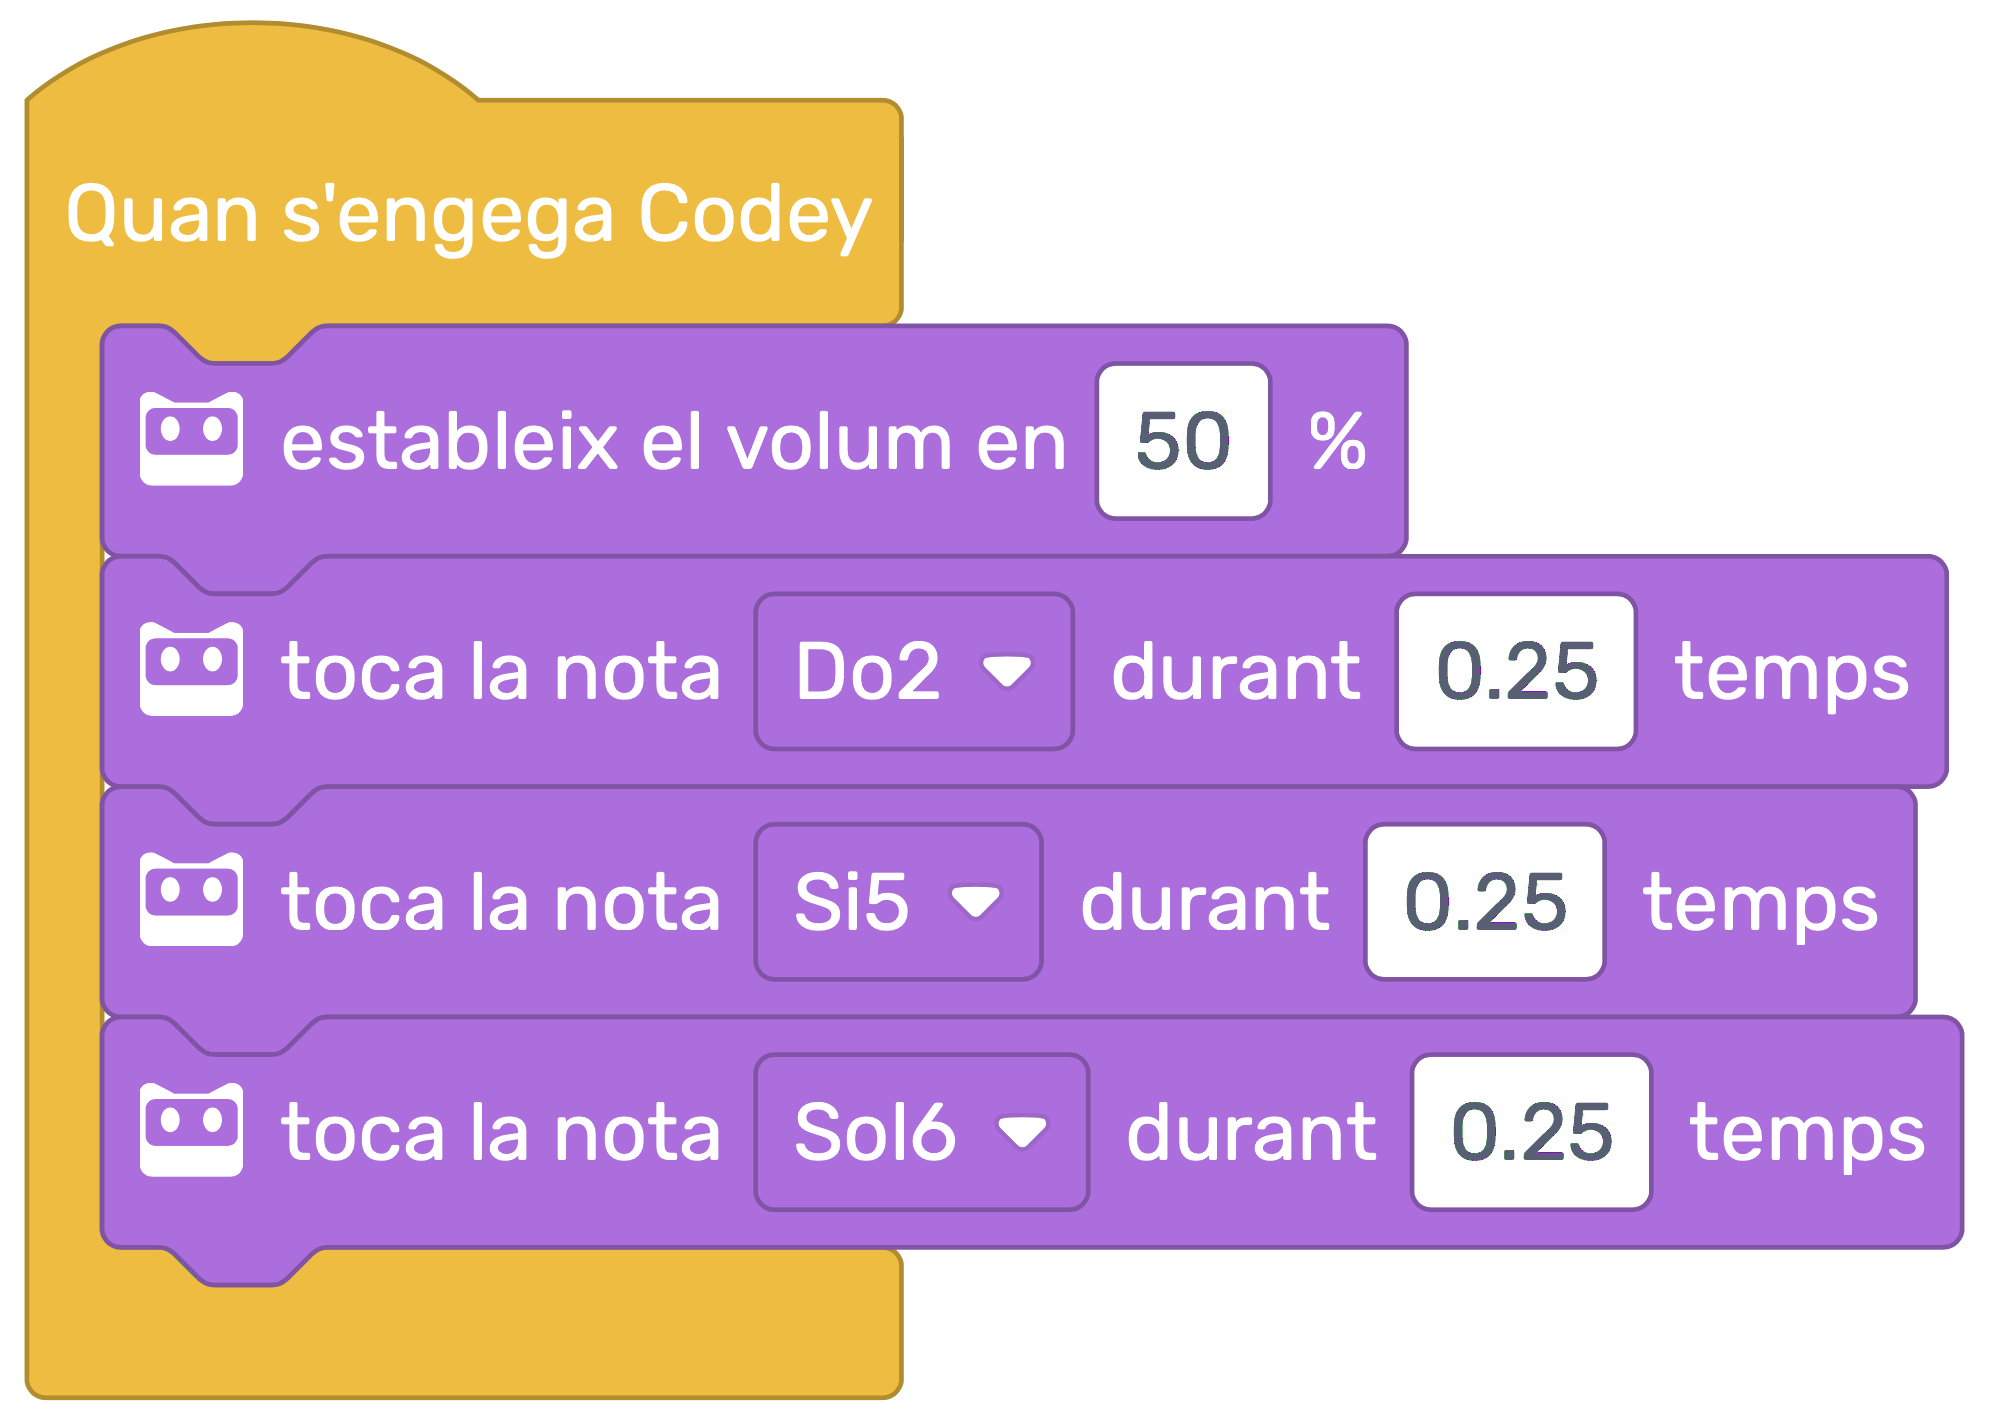 Quan s'engega Codey
estableix el volum en 50 %
toca la nota Do2 durant 0.25 temps
toca la nota Si5 durant 0.25 temps
toca la nota Sol6 durant 0.25 temps